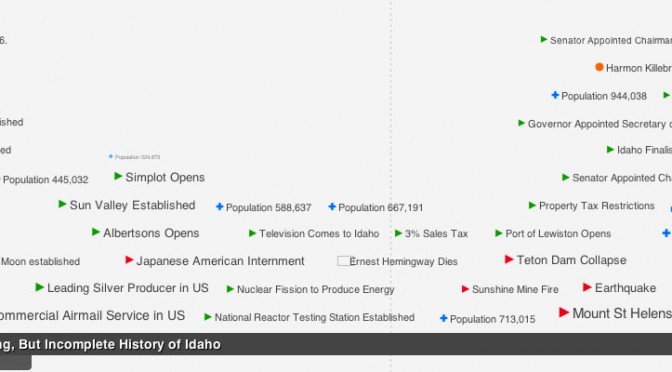 6.
Senator Appointed Chairman
Harmon Killebr
Population 944,038
ished
Governor Appointed Secretary o
ed
Idaho Finalis
Population 524,873
Population 445,032
Simplot Opens
Senator Appointed Cha
Sun Valley Established
Population 588,637
Population 667,191
Property Tax Restrictions
Albertsons Opens
Television Comes to Idaho
3% Sales Tax
Port of Lewiston Opens
Moon established
Japanese American Internment
Ernest Hemingway Dies
Teton Dam Collapse
Leading Silver Producer in US
Nuclear Fission to Produce Energy
Sunshine Mine Fire
Earthquake
ommercial Airmail Service in US
National Reactor Testing Station Established
Population 713,015
Mount St Helens
ng, But Incomplete History of Idaho